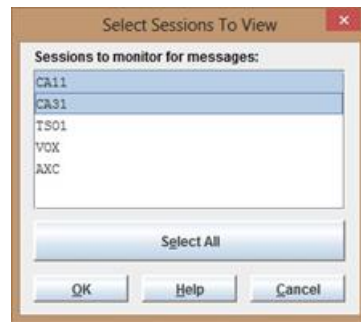 Select Sessions To View
Sessions to monitor for messages:
CA11
CA31
TSO1
VOX
AXC
Select All
OK Help Cancel